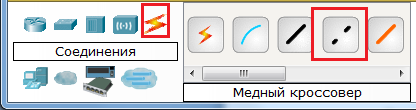 Соединения
Медный кроссовер